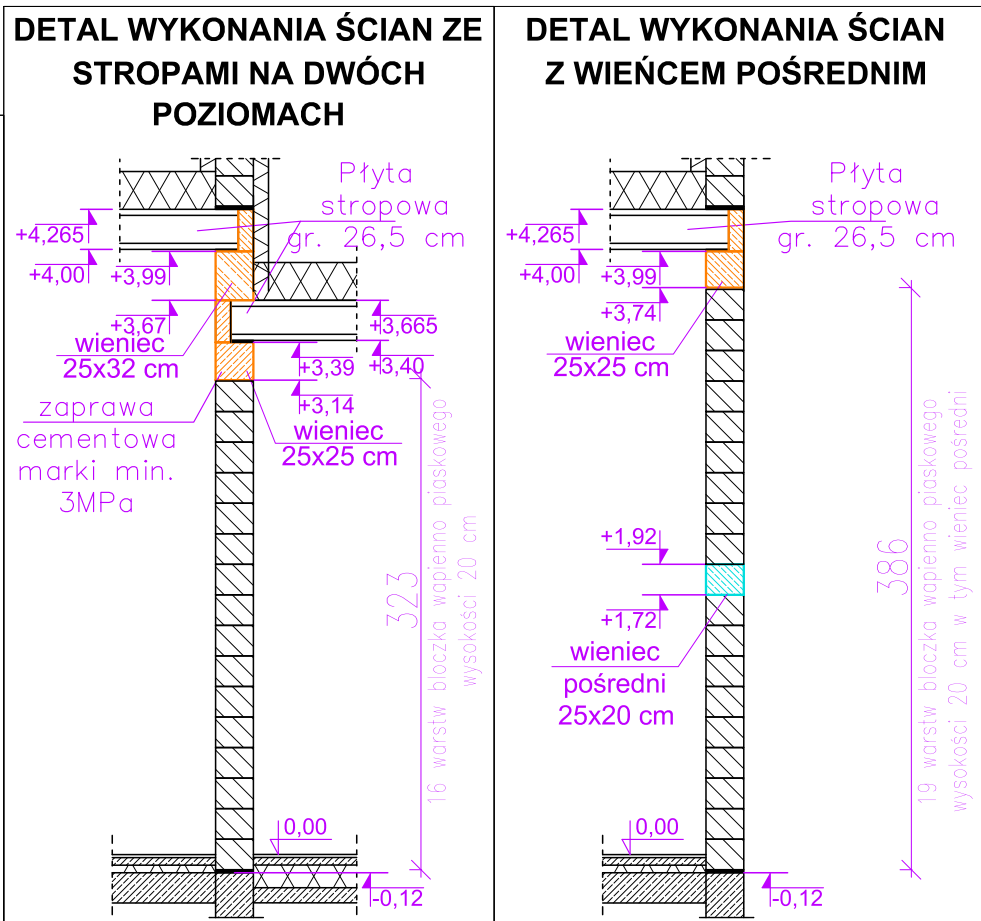 DETAL WYKONANIA ŚCIAN ZE
STROPAMI NA DWÓCH
POZIOMACH
Płyta
stropowa
gr. 26,5 cm
+4,265
+4,00
+3,99
+3,67
wieniec
25x32 cm
+3,665
+3,40
+3,39
+3,14
wieniec
25x25 cm
zaprawa
cementowa
marki min.
3MPa
323
16 warstw bloczka wapienno piaskowego
wysokości 20 cm
0,00
-0,12
DETAL WYKONANIA ŚCIAN
Z WIEŃCEM POŚREDNIM
Płyta
stropowa
gr. 26,5 cm
+4,265
+4,00
+3,99
+3,74
wieniec
25x25 cm
+1,92
+1,72
wieniec
pośredni
25x20 cm
386
19 warstw bloczka wapienno piaskowego
wysokości 20 cm w tym wieniec pośredni
0,00
-0,12